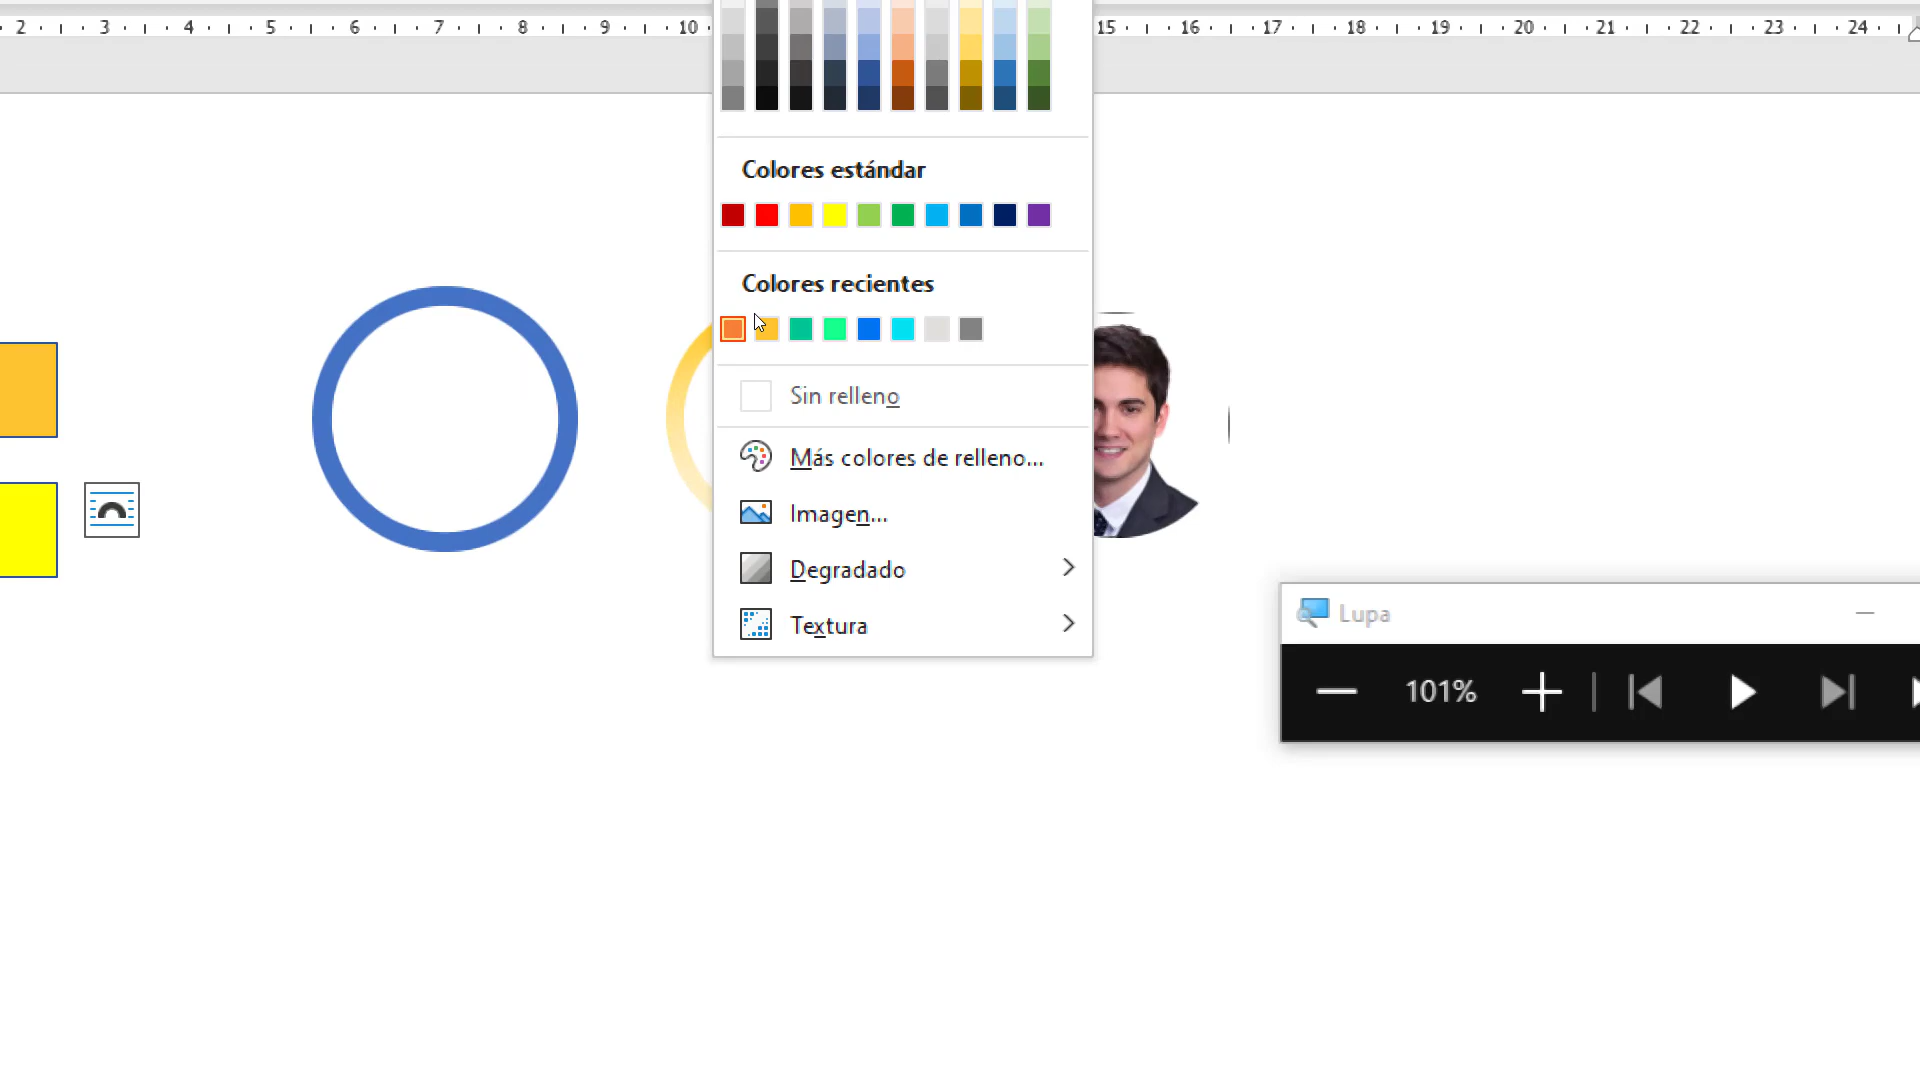 2 3 4 5 6 7 8 9 10 15 16 17 18 19 20 21 22 23 24
Colores estándar
Colores recientes
Sin relleno
Más colores de relleno...
Imagen...
Degradado
Textura
Lupa
101%